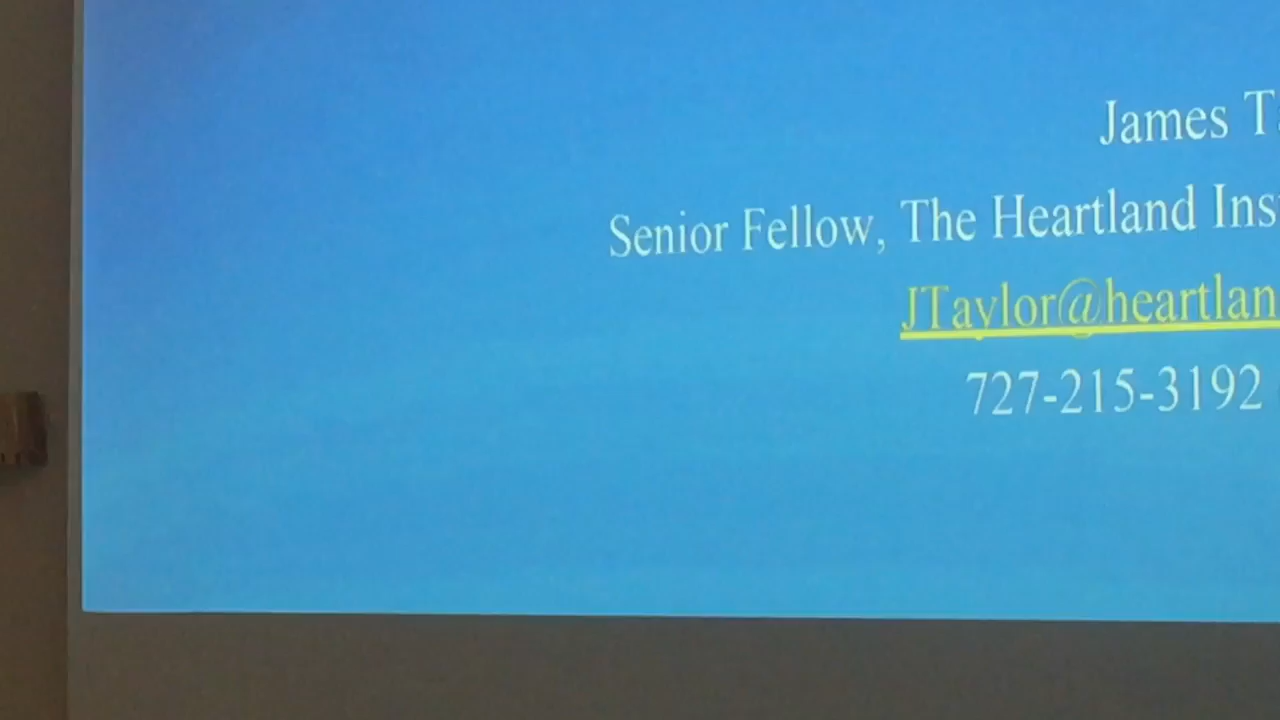 James T
Senior Fellow, The Heartland Ins
JTaylor@heartlan
727-215-3192